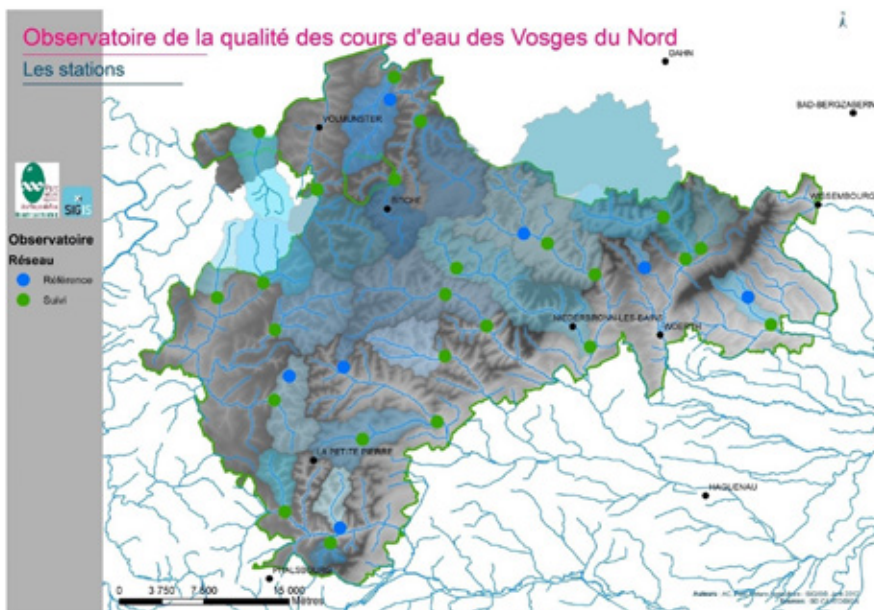 Observatoire de la qualité des cours d'eau des Vosges du Nord
Les stations
DAHN
BAD-BERGZABERN
VOLMUNSTER
WISSEMBOURG
BITCHE
SIGIS
Observatoire
Réseau
Référence
Suivi
NIEDERBRONN-LES-BAINS
WOERTH
LA PETITE PIERRE
HAGUENAU
PHALSBOURG
0 3 750 7 500 15 000
Mètres